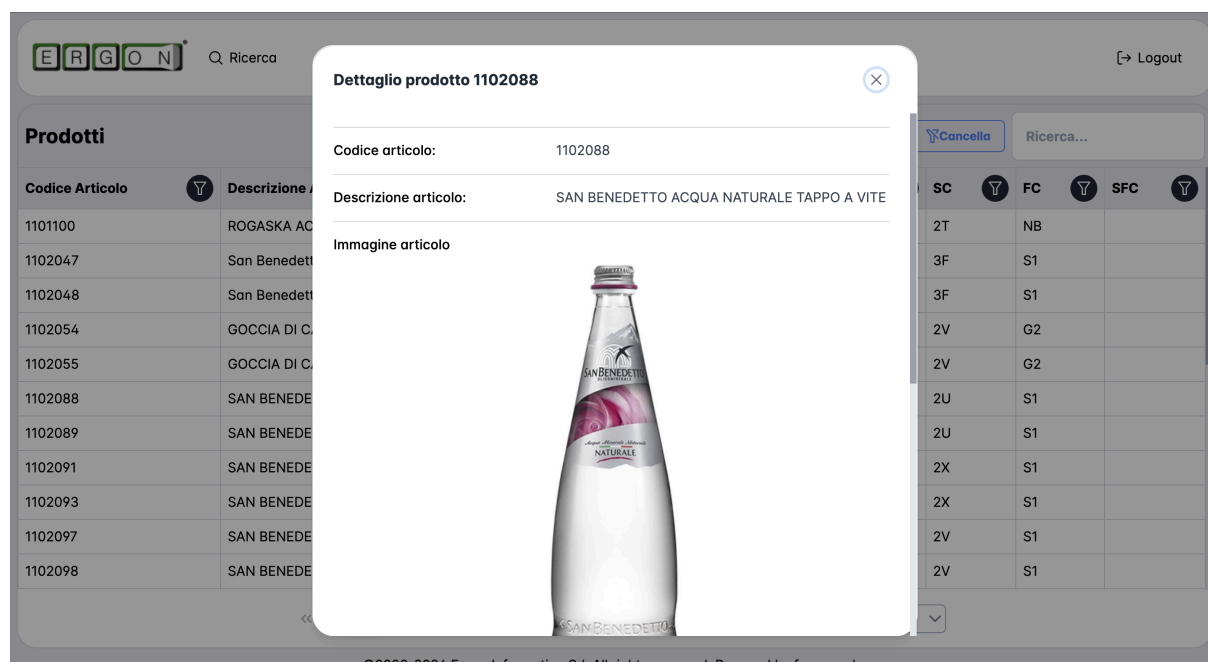 ERGON
Ricerca
Logout
Dettaglio prodotto 1102088
Prodotti
Cancella
Ricerca...
Codice articolo: 1102088
Descrizione articolo: SAN BENEDETTO ACQUA NATURALE TAPPO A VITE
Immagine articolo
SAN BENEDETTO
OLIGOMINERALE
Acqua Minerale Naturale
NATURALE
SAN BENEDETTO
Codice Articolo Descrizione SC FC SFC
1101100 ROGASKA AC 2T NB
1102047 San Benedett 3F S1
1102048 San Benedett 3F S1
1102054 GOCCIA DI C 2V G2
1102055 GOCCIA DI C 2V G2
1102088 SAN BENEDE 2U S1
1102089 SAN BENEDE 2U S1
1102091 SAN BENEDE 2X S1
1102093 SAN BENEDE 2X S1
1102097 SAN BENEDE 2V S1
1102098 SAN BENEDE 2V S1